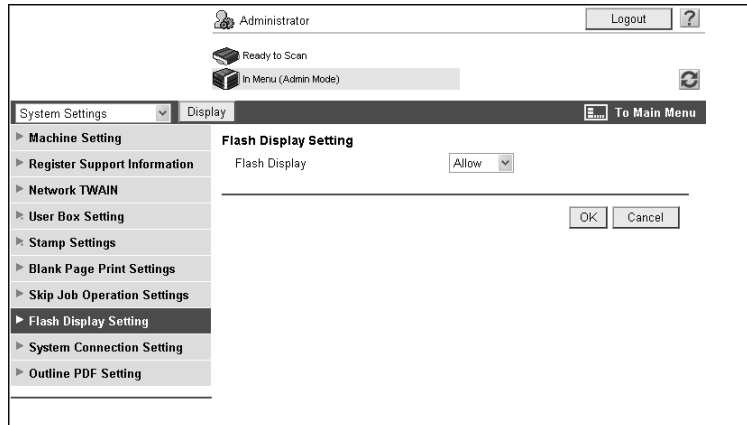 Administrator
Logout
?
Ready to Scan
In Menu (Admin Mode)
System Settings
Display
To Main Menu
Machine Setting
Register Support Information
Network TWAIN
User Box Setting
Stamp Settings
Blank Page Print Settings
Skip Job Operation Settings
Flash Display Setting
System Connection Setting
Outline PDF Setting
Flash Display Setting
Flash Display
Allow
OK
Cancel